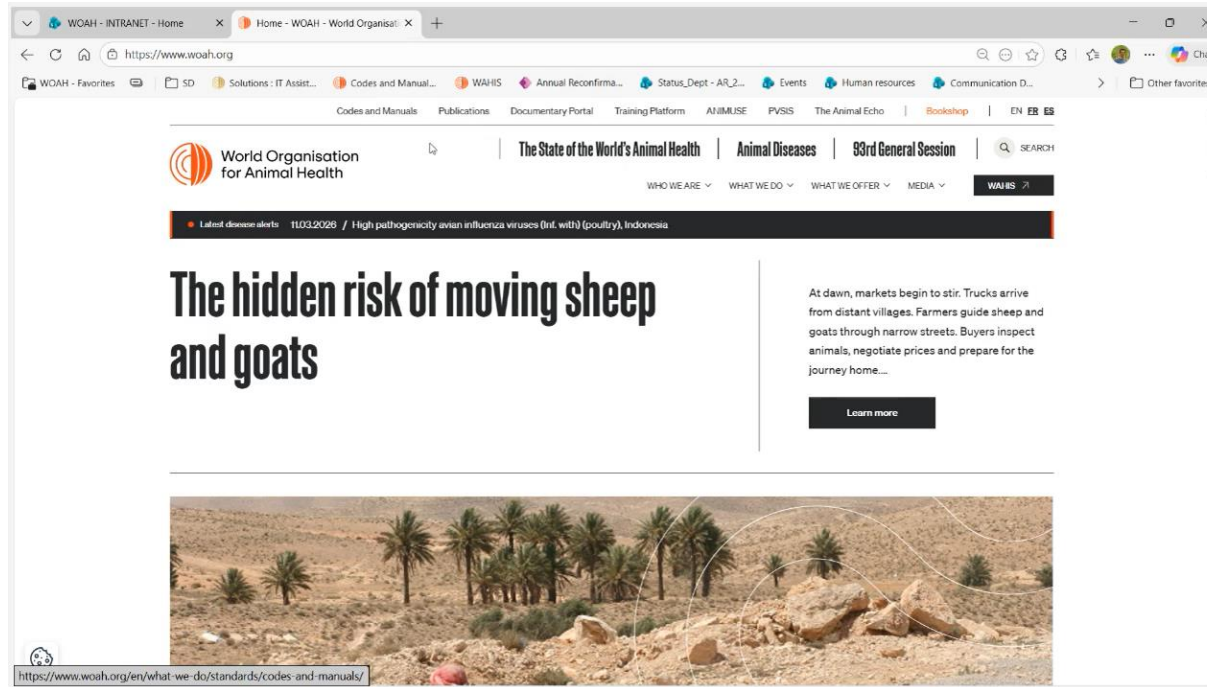 WOAH - INTRANET - Home
Home - WOAH - World Organisat
https://www.woah.org
Cha
WOAH - Favorites
SD
Solutions : IT Assist...
Codes and Manual...
WAHIS
Annual Reconfirma...
Status_Dept - AR_2...
Events
Human resources
Communication D...
Other favorites
Codes and Manuals Publications Documentary Portal Training Platform ANIMUSE PVSIS The Animal Echo | Bookshop | EN FR ES
World Organisation
for Animal Health
The State of the World's Animal Health | Animal Diseases | 93rd General Session | SEARCH
WHO WE ARE WHAT WE DO WHAT WE OFFER MEDIA WAHIS
Latest disease alerts 11.03.2026 / High pathogenicity avian influenza viruses (Inf. with) (poultry), Indonesia
The hidden risk of moving sheep
and goats
At dawn, markets begin to stir. Trucks arrive
from distant villages. Farmers guide sheep and
goats through narrow streets. Buyers inspect
animals, negotiate prices and prepare for the
journey home....
Learn more
https://www.woah.org/en/what-we-do/standards/codes-and-manuals/